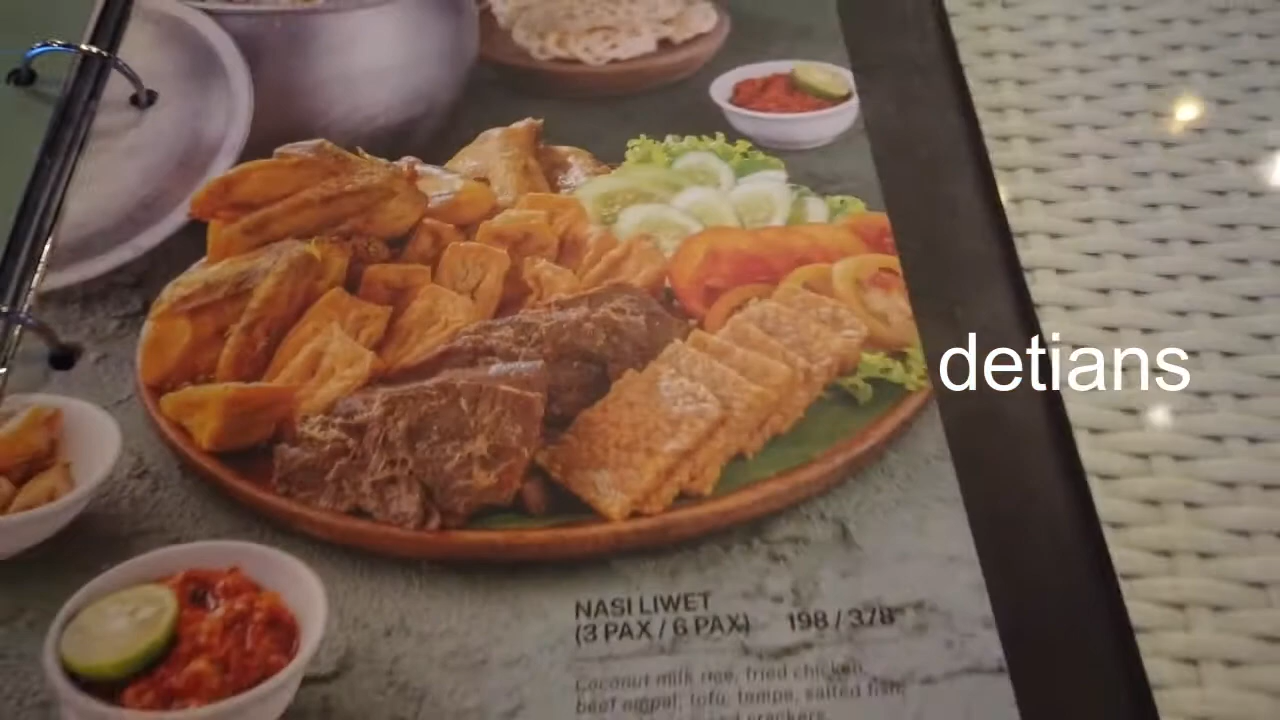 detians
NASI LIWET
(3 PAX / 6 PAX) 198 / 378
Coconut milk rice, fried chicken,
beef empal, tofu, tempe, salted fish,
crackers